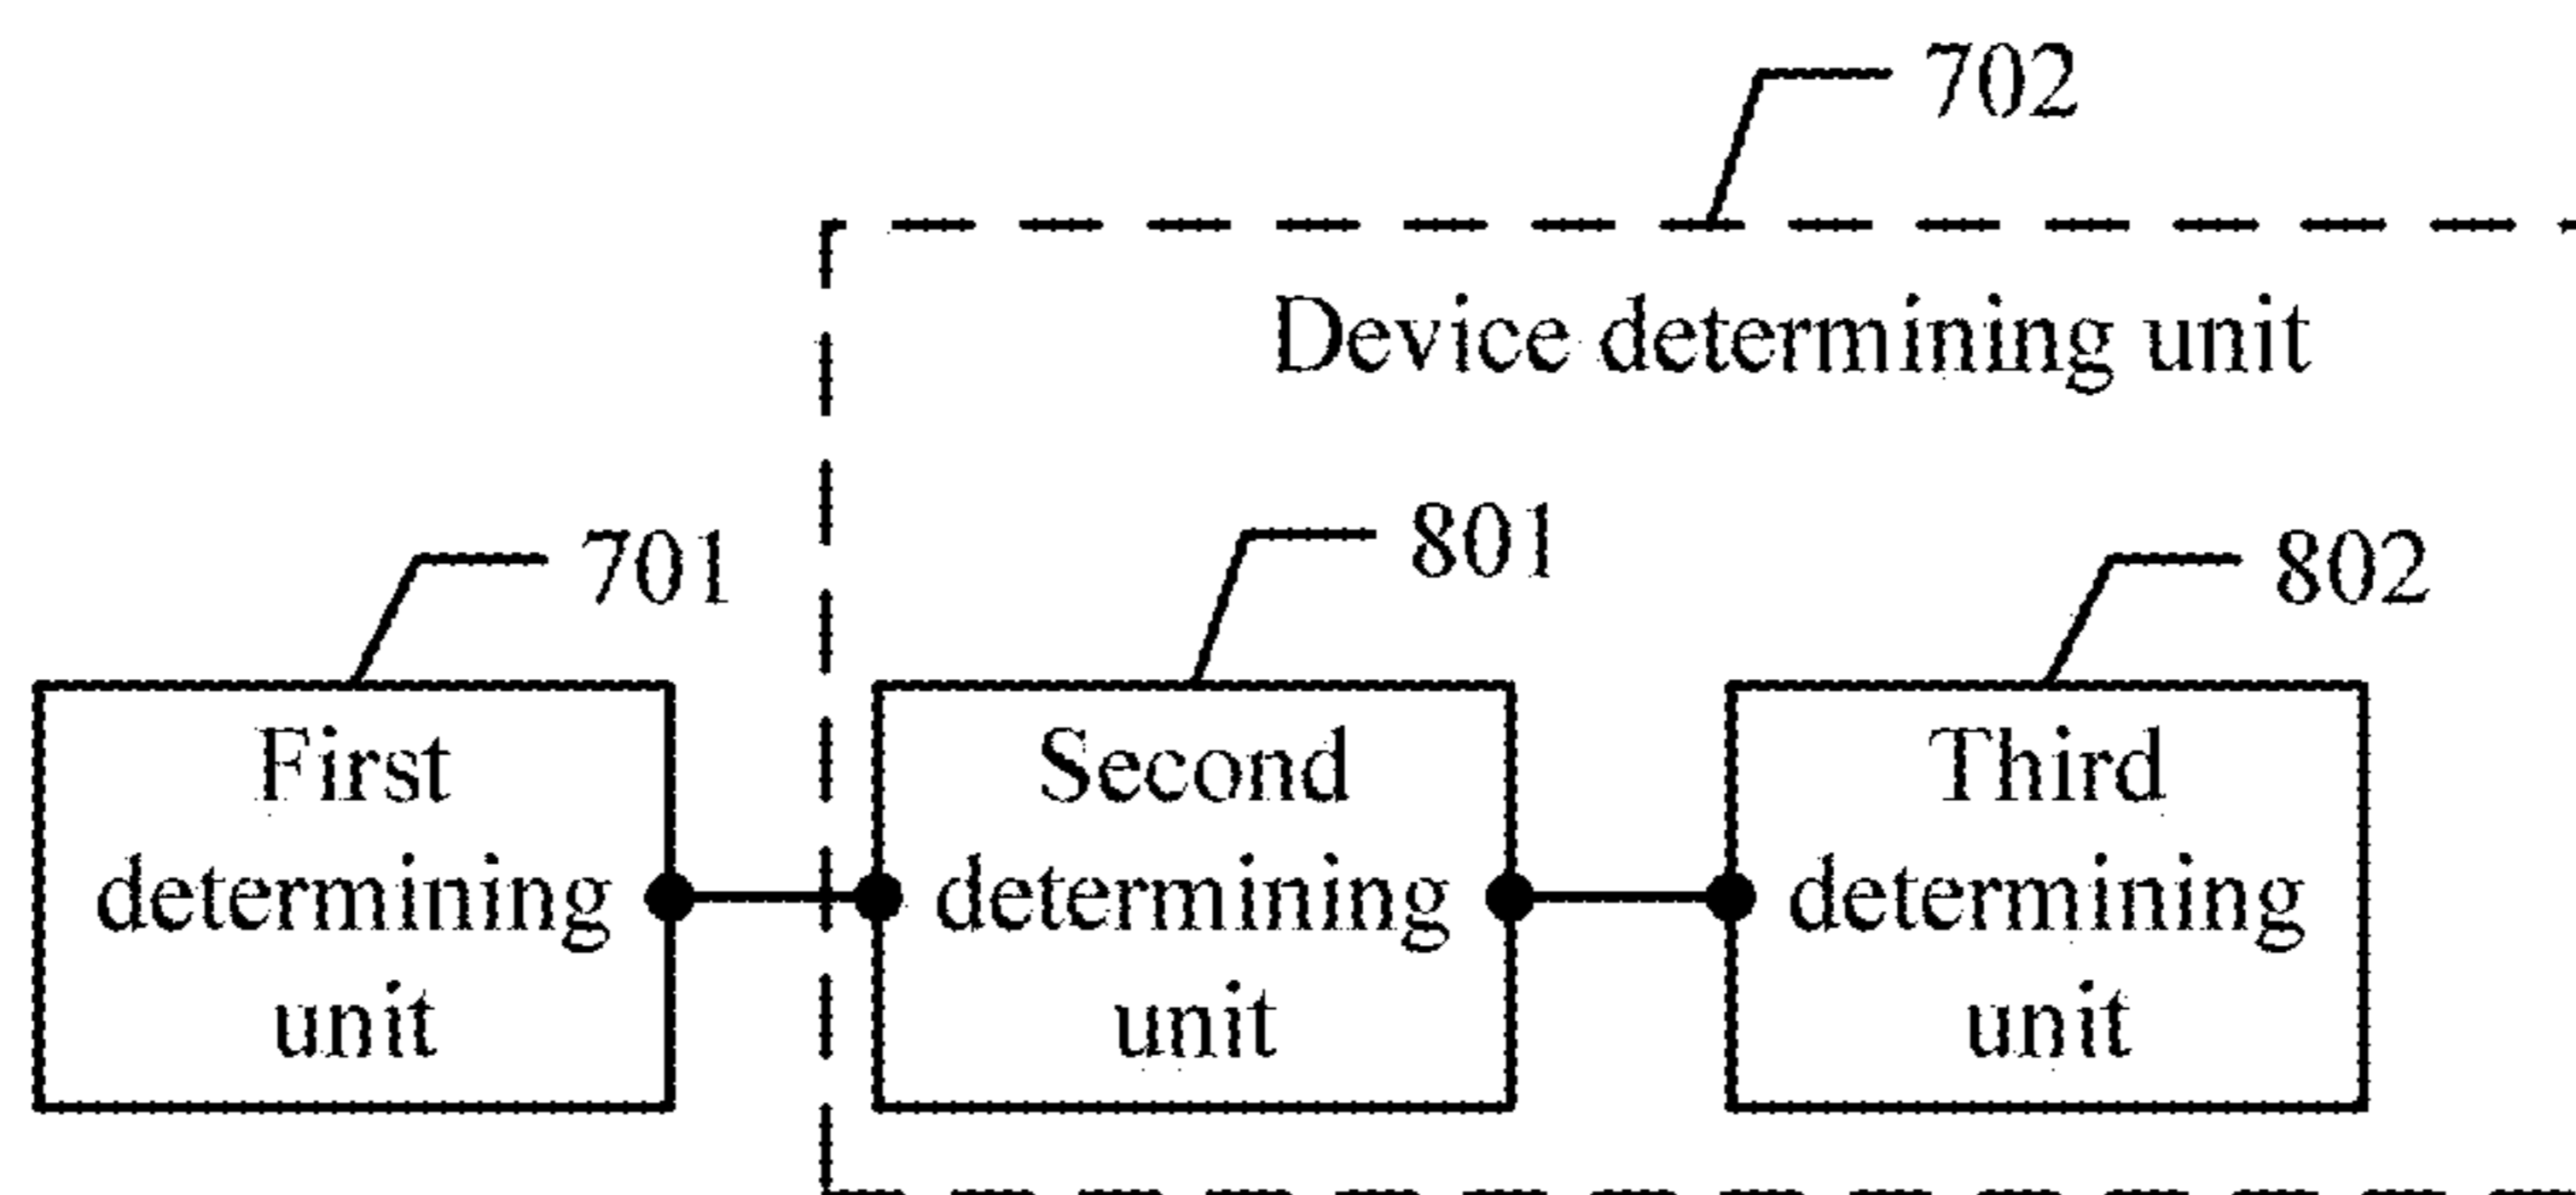 702
Device determining unit
701
801
802
First
determining
unit
Second
determining
unit
Third
determining
unit